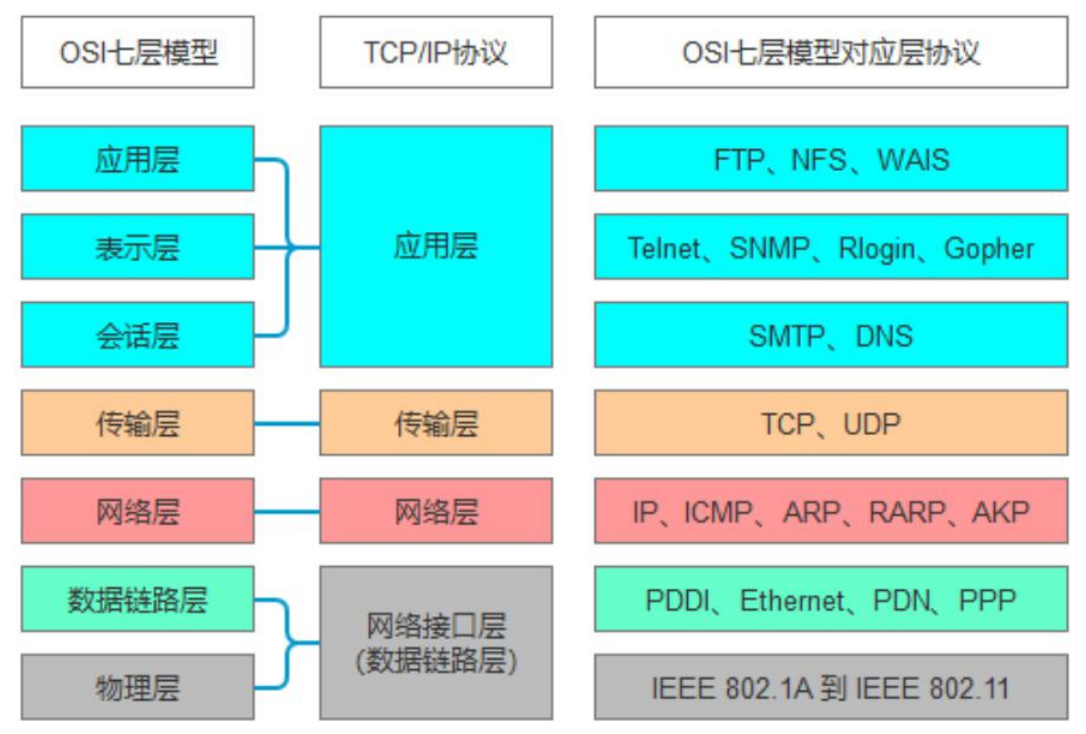 OSI七层模型
TCP/IP协议
OSI七层模型对应层协议
应用层
表示层
会话层
应用层
FTP、NFS、WAIS
Telnet、SNMP、Rlogin、Gopher
SMTP、DNS
传输层
传输层
TCP、UDP
网络层
网络层
IP、ICMP、ARP、RARP、AKP
数据链路层
物理层
网络接口层
(数据链路层)
PDDI、Ethernet、PDN、PPP
IEEE 802.1A 到 IEEE 802.11